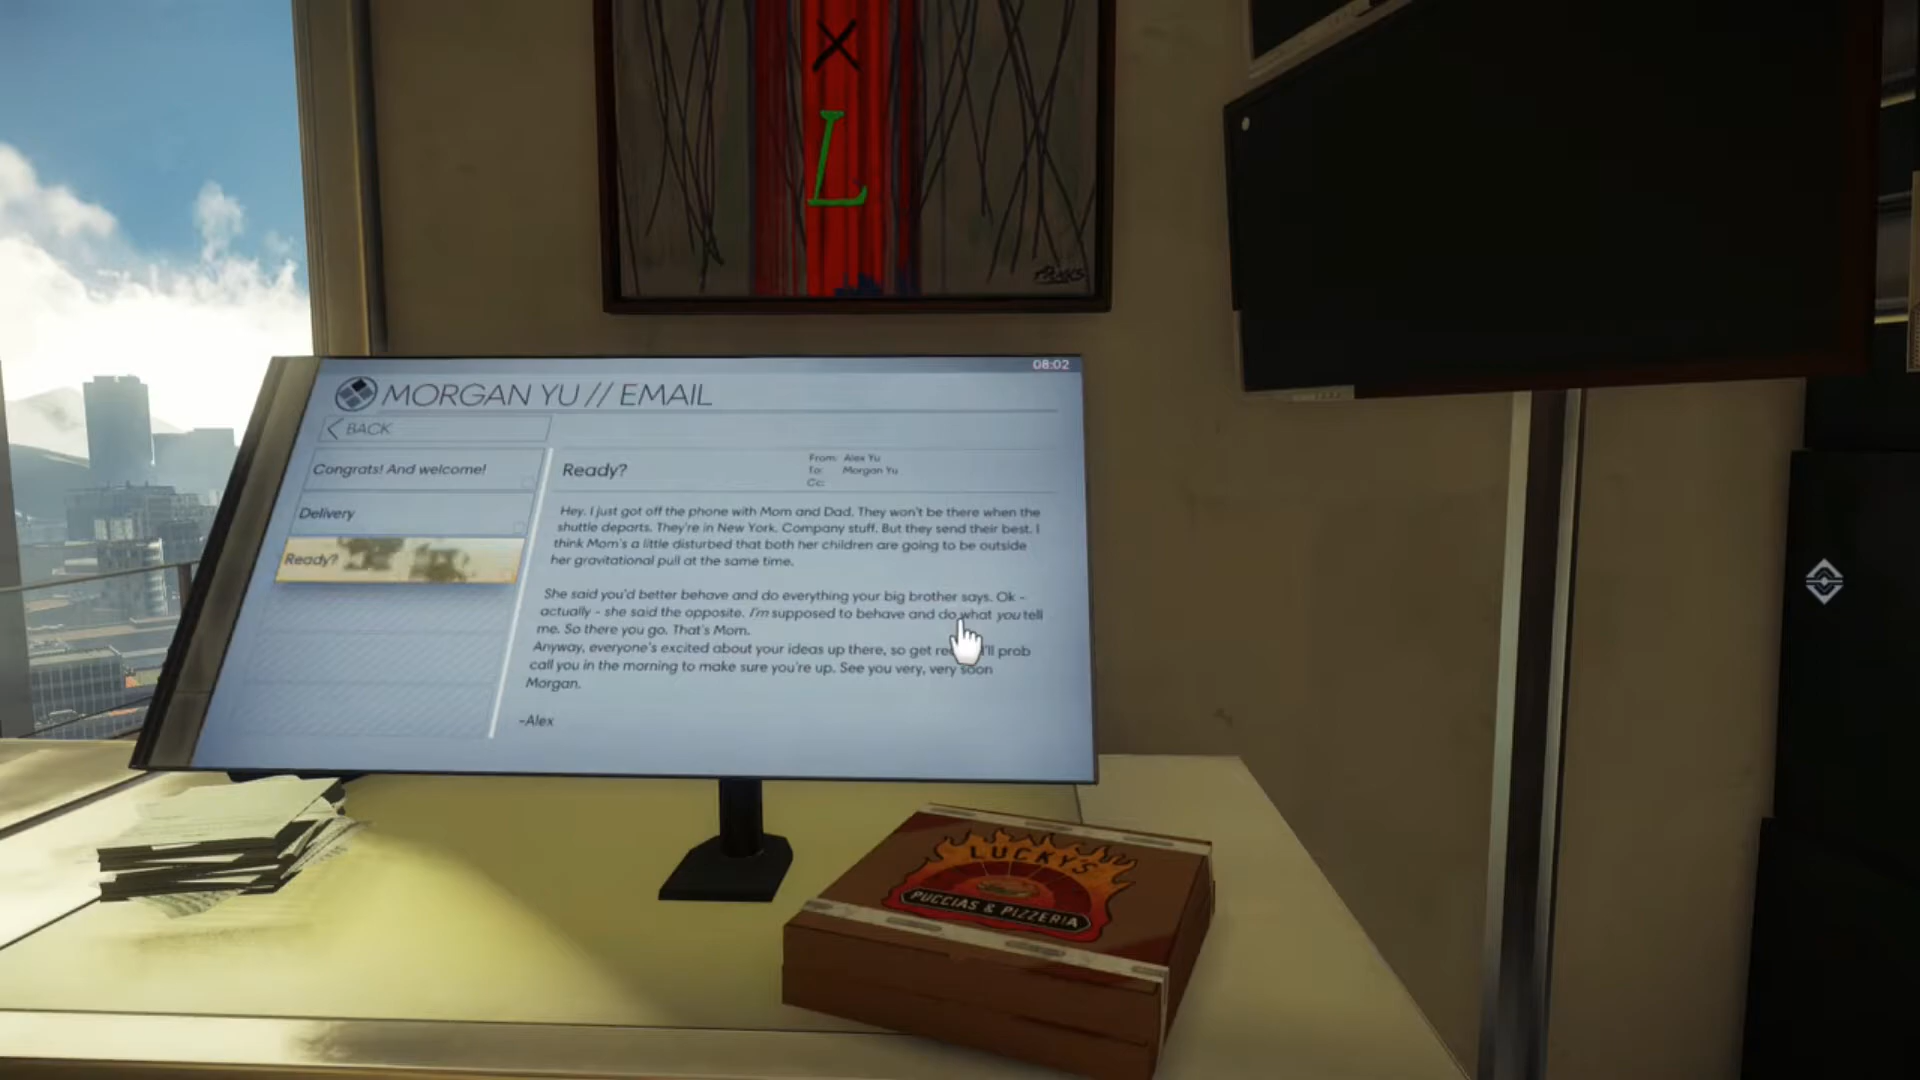 X
L
08:02
MORGAN YU // EMAIL
BACK
Congrats! And welcome!
Delivery
Ready?
Ready?
From: Alex Yu
To: Morgan Yu
Cc:
Hey. I just got off the phone with Mom and Dad. They won't be there when the
shuttle departs. They're in New York. Company stuff. But they send their best. I
think Mom's a little disturbed that both her children are going to be outside
her gravitational pull at the same time.
She said you'd better behave and do everything your big brother says. Ok -
actually - she said the opposite. I'm supposed to behave and do what you tell
me. So there you go. That's Mom.
Anyway, everyone's excited about your ideas up there, so get I'll prob
call you in the morning to make sure you're up. See you very, very soon
Morgan.
-Alex
LUCKY'S
PUCCIAS & PIZZERIA